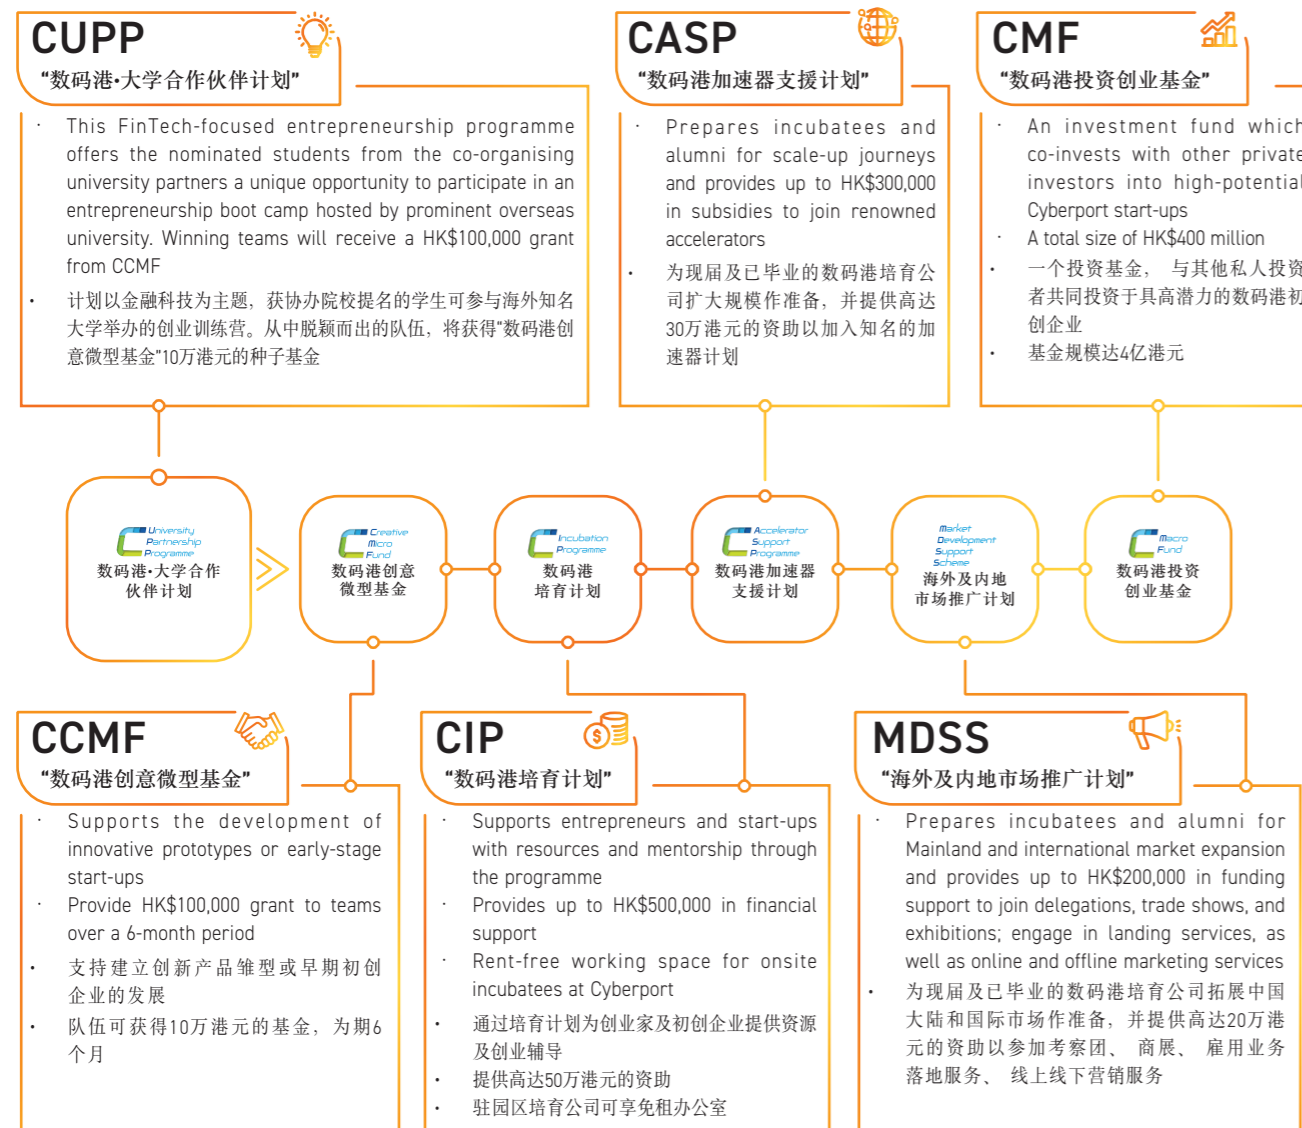 CUPP
“数码港·大学合作伙伴计划”
· This FinTech-focused entrepreneurship programme
offers the nominated students from the co-organising
university partners a unique opportunity to participate in an
entrepreneurship boot camp hosted by prominent overseas
university. Winning teams will receive a HK$100,000 grant
from CCMF
· 计划以金融科技为主题，获协办院校提名的学生可参与海外知名
大学举办的创业训练营。从中脱颖而出的队伍，将获得“数码港创
意微型基金”10万港元的种子基金
CASP
“数码港加速器支援计划”
· Prepares incubatees and
alumni for scale-up journeys
and provides up to HK$300,000
in subsidies to join renowned
accelerators
· 为现届及已毕业的数码港培育公
司扩大规模作准备，并提供高达
30万港元的资助以加入知名的加
速器计划
CMF
“数码港投资创业基金”
· An investment fund which
co-invests with other private
investors into high-potential
Cyberport start-ups
· A total size of HK$400 million
· 一个投资基金， 与其他私人投资
者共同投资于具高潜力的数码港初
创企业
· 基金规模达4亿港元
University
Partnership
Programme
数码港·大学合作
伙伴计划
Creative
Micro
Fund
数码港创意
微型基金
Incubation
Programme
数码港
培育计划
Accelerator
Support
Programme
数码港加速器
支援计划
Market
Development
Support
Scheme
海外及内地
市场推广计划
Macro
Fund
数码港投资
创业基金
CCMF
“数码港创意微型基金”
· Supports the development of
innovative prototypes or early-stage
start-ups
· Provide HK$100,000 grant to teams
over a 6-month period
· 支持建立创新产品雏型或早期初创
企业的发展
· 队伍可获得10万港元的基金，为期6
个月
CIP
“数码港培育计划”
· Supports entrepreneurs and start-ups
with resources and mentorship through
the programme
· Provides up to HK$500,000 in financial
support
· Rent-free working space for onsite
incubatees at Cyberport
· 通过培育计划为创业家及初创企业提供资源
及创业辅导
· 提供高达50万港元的资助
· 驻园区培育公司可享免租办公室
MDSS
“海外及内地市场推广计划”
· Prepares incubatees and alumni for
Mainland and international market expansion
and provides up to HK$200,000 in funding
support to join delegations, trade shows, and
exhibitions; engage in landing services, as
well as online and offline marketing services
· 为现届及已毕业的数码港培育公司拓展中国
大陆和国际市场作准备，并提供高达20万港
元的资助以参加考察团、 商展、 雇用业务
落地服务、 线上线下营销服务